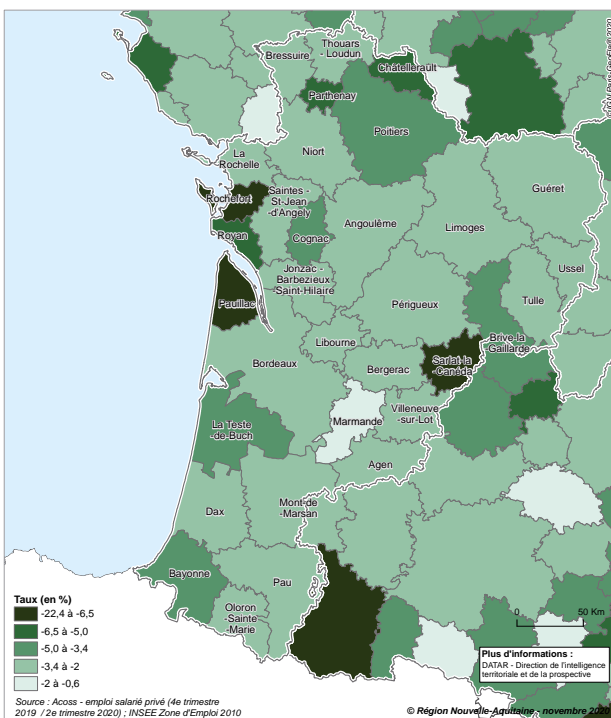 ©IGN Paris-GéoFla®2020
Bressuire
Thouars
- Loudun
Châtellerault
Parthenay
Poitiers
La
Rochelle
Niort
Guéret
Rochefort
Saintes -
St-Jean
-d'Angely
Angoulême
Limoges
Royan
Cognac
Ussel
Jonzac -
Barbezieux
-Saint-Hilaire
Pauillac
Périgueux
Tulle
Libourne
Brive-la
Gaillarde
Bordeaux
Sarlat-la
-Canéda
Bergerac
La Teste
-de-Buch
Marmande
Villeneuve
-sur-Lot
Agen
Dax
Mont-de
-Marsan
Bayonne
Pau
Oloron
-Sainte
-Marie
Taux (en %)
-22,4 à -6,5
-6,5 à -5,0
-5,0 à -3,4
-3,4 à -2
-2 à -0,6
0 50 Km
Plus d'informations :
DATAR - Direction de l'intelligence
territoriale et de la prospective
Source : Acoss - emploi salarié privé (4e trimestre
2019 / 2e trimestre 2020) ; INSEE Zone d'Emploi 2010
© Région Nouvelle-Aquitaine - novembre 2020